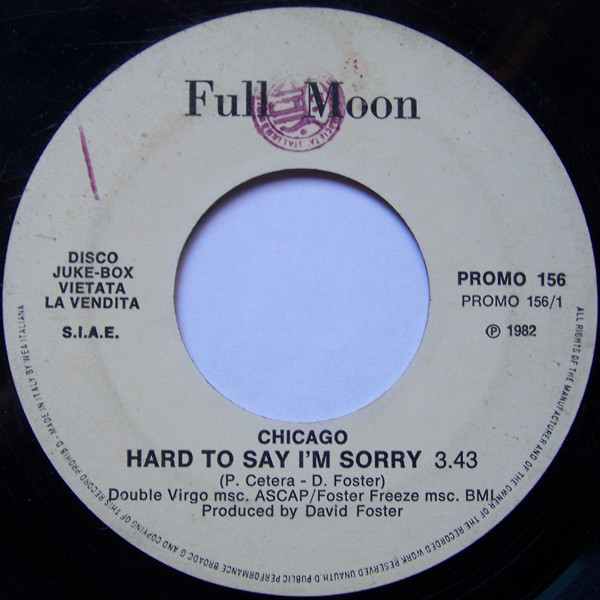 Full Moon
DISCO
JUKE-BOX
VIETATA
LA VENDITA
S.I.A.E.
PROMO 156
PROMO 156/1
℗ 1982
CHICAGO
HARD TO SAY I'M SORRY 3.43
(P. Cetera - D. Foster)
Double Virgo msc. ASCAP/Foster Freeze msc. BMI
Produced by David Foster
ALL RIGHTS OF THE MANUFACTURER AND OF THE OWNER OF THE RECORDED WORK RESERVED UNAUTH.D PUBLIC PERFORMANCE BROADC G AND COPYING OF THIS RECORD PROHIB D. MADE IN ITALY BY WEA ITALIANA